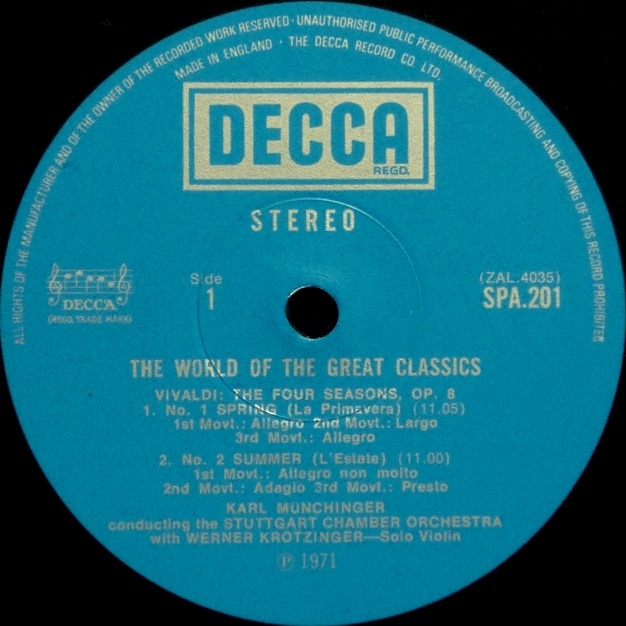 ALL RIGHTS OF THE MANUFACTURER AND OF THE OWNER OF THE RECORDED WORK RESERVED · UNAUTHORISED PUBLIC PERFORMANCE BROADCASTING AND COPYING OF THIS RECORD PROHIBITED
MADE IN ENGLAND · THE DECCA RECORD CO. LTD.
DECCA
REGD.
STEREO
DECCA
(REGD. TRADE MARK)
Side
1
(ZAL.4035)
SPA.201
THE WORLD OF THE GREAT CLASSICS
VIVALDI: THE FOUR SEASONS, OP. 8
1. No. 1 SPRING (La Primavera) (11.05)
1st Movt.: Allegro 2nd Movt.: Largo
3rd Movt.: Allegro
2. No. 2 SUMMER (L'Estate) (11.00)
1st Movt.: Allegro non molto
2nd Movt.: Adagio 3rd Movt.: Presto
KARL MÜNCHINGER
conducting the STUTTGART CHAMBER ORCHESTRA
with WERNER KROTZINGER—Solo Violin
℗ 1971